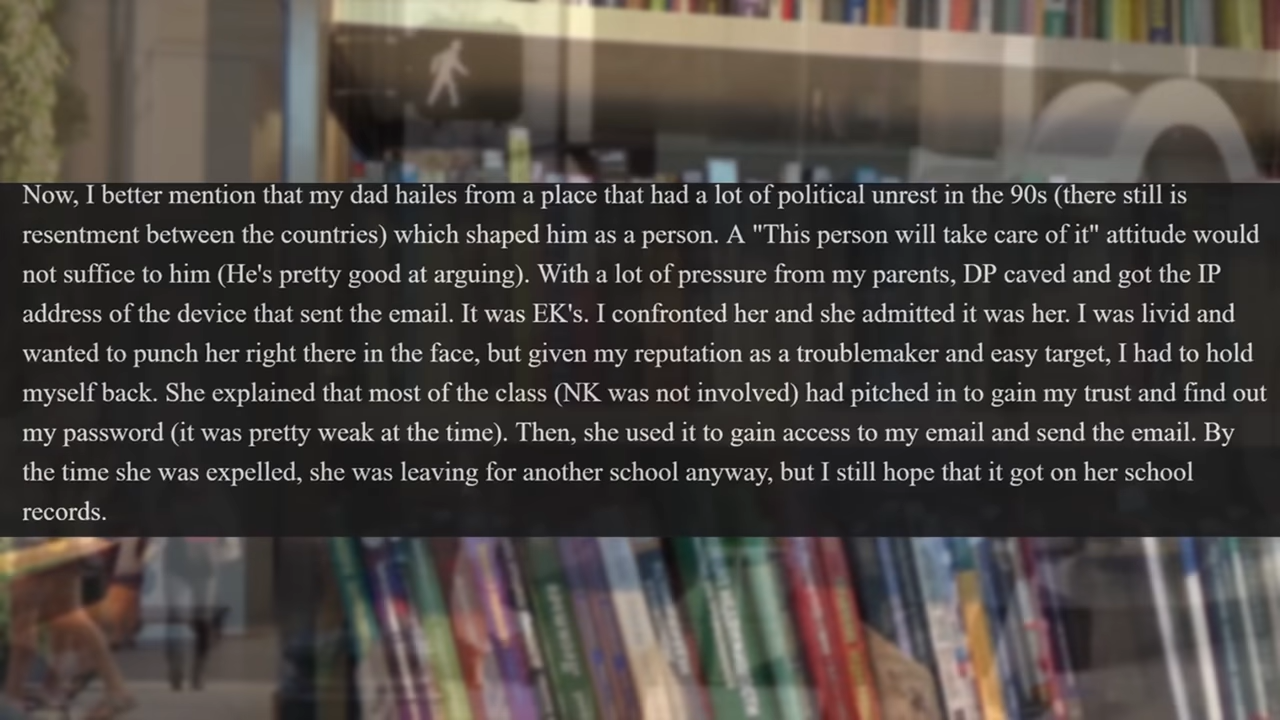 Now, I better mention that my dad hailes from a place that had a lot of political unrest in the 90s (there still is
resentment between the countries) which shaped him as a person. A "This person will take care of it" attitude would
not suffice to him (He's pretty good at arguing). With a lot of pressure from my parents, DP caved and got the IP
address of the device that sent the email. It was EK's. I confronted her and she admitted it was her. I was livid and
wanted to punch her right there in the face, but given my reputation as a troublemaker and easy target, I had to hold
myself back. She explained that most of the class (NK was not involved) had pitched in to gain my trust and find out
my password (it was pretty weak at the time). Then, she used it to gain access to my email and send the email. By
the time she was expelled, she was leaving for another school anyway, but I still hope that it got on her school
records.